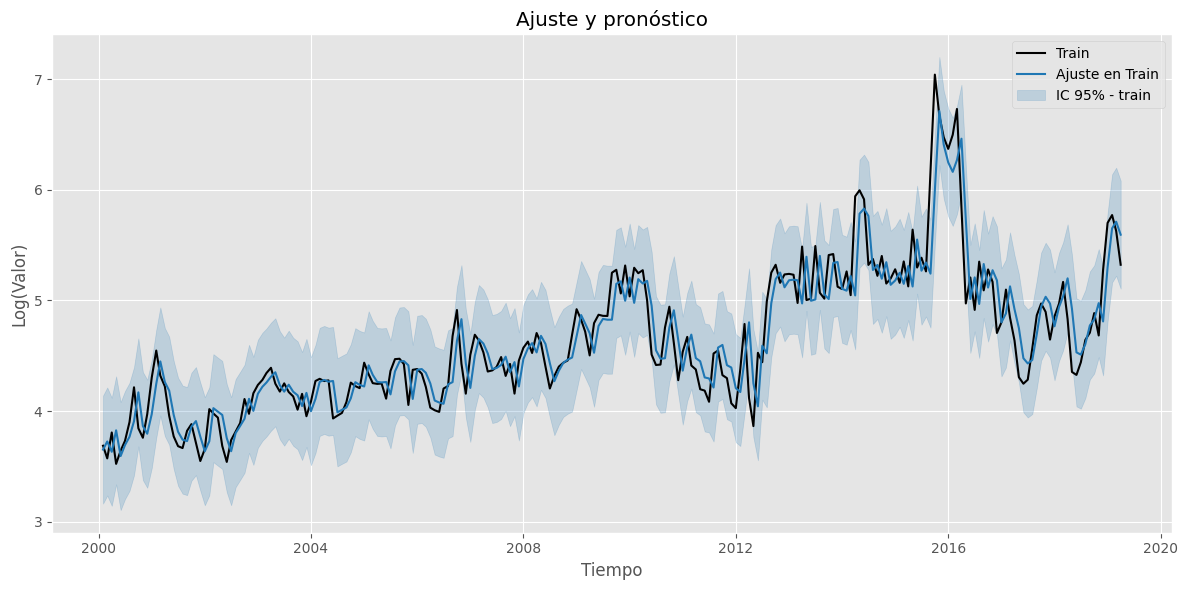 Ajuste y pronóstico
Train
Ajuste en Train
IC 95% - train
Log(Valor)
7
6
5
4
3
2000 2004 2008 2012 2016 2020
Tiempo